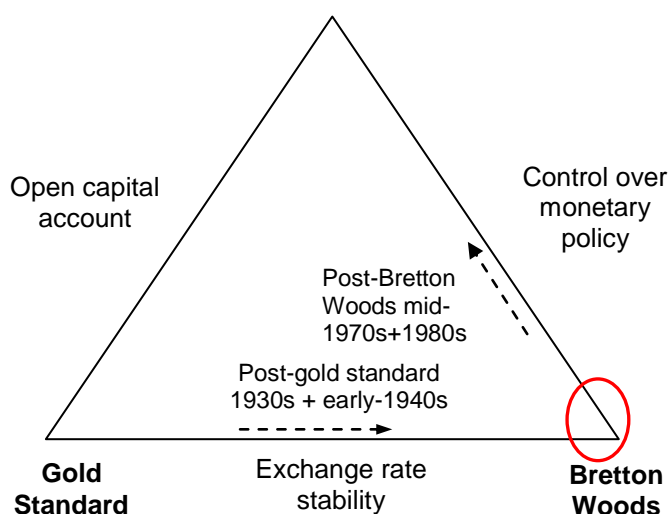 Open capital
account
Control over
monetary
policy
Post-Bretton
Woods mid-
1970s+1980s
Post-gold standard
1930s + early-1940s
Gold
Standard
Exchange rate
stability
Bretton
Woods